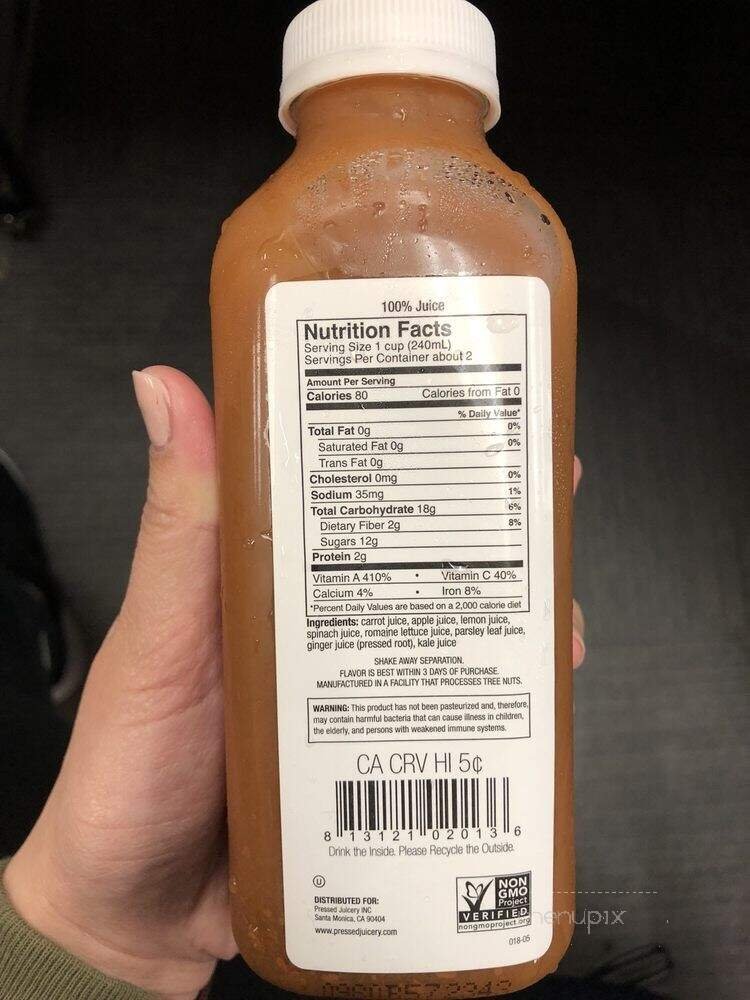 100% Juice
Nutrition Facts
Serving Size 1 cup (240mL)
Servings Per Container about 2
Amount Per Serving
Calories 80 Calories from Fat 0
% Daily Value*
Total Fat 0g 0%
Saturated Fat 0g 0%
Trans Fat 0g
Cholesterol 0mg 0%
Sodium 35mg 1%
Total Carbohydrate 18g 6%
Dietary Fiber 2g 8%
Sugars 12g
Protein 2g
Vitamin A 410% • Vitamin C 40%
Calcium 4% • Iron 8%
*Percent Daily Values are based on a 2,000 calorie diet
Ingredients: carrot juice, apple juice, lemon juice,
spinach juice, romaine lettuce juice, parsley leaf juice,
ginger juice (pressed root), kale juice
SHAKE AWAY SEPARATION.
FLAVOR IS BEST WITHIN 3 DAYS OF PURCHASE.
MANUFACTURED IN A FACILITY THAT PROCESSES TREE NUTS.
WARNING: This product has not been pasteurized and, therefore,
may contain harmful bacteria that can cause illness in children,
the elderly, and persons with weakened immune systems.
CA CRV HI 5¢
8 13121 02013 6
Drink the Inside. Please Recycle the Outside.
U
DISTRIBUTED FOR:
Pressed Juicery INC
Santa Monica, CA 90404
www.pressedjuicery.com
NON
GMO
Project
VERIFIED
nongmoproject.org
018-05
menupix